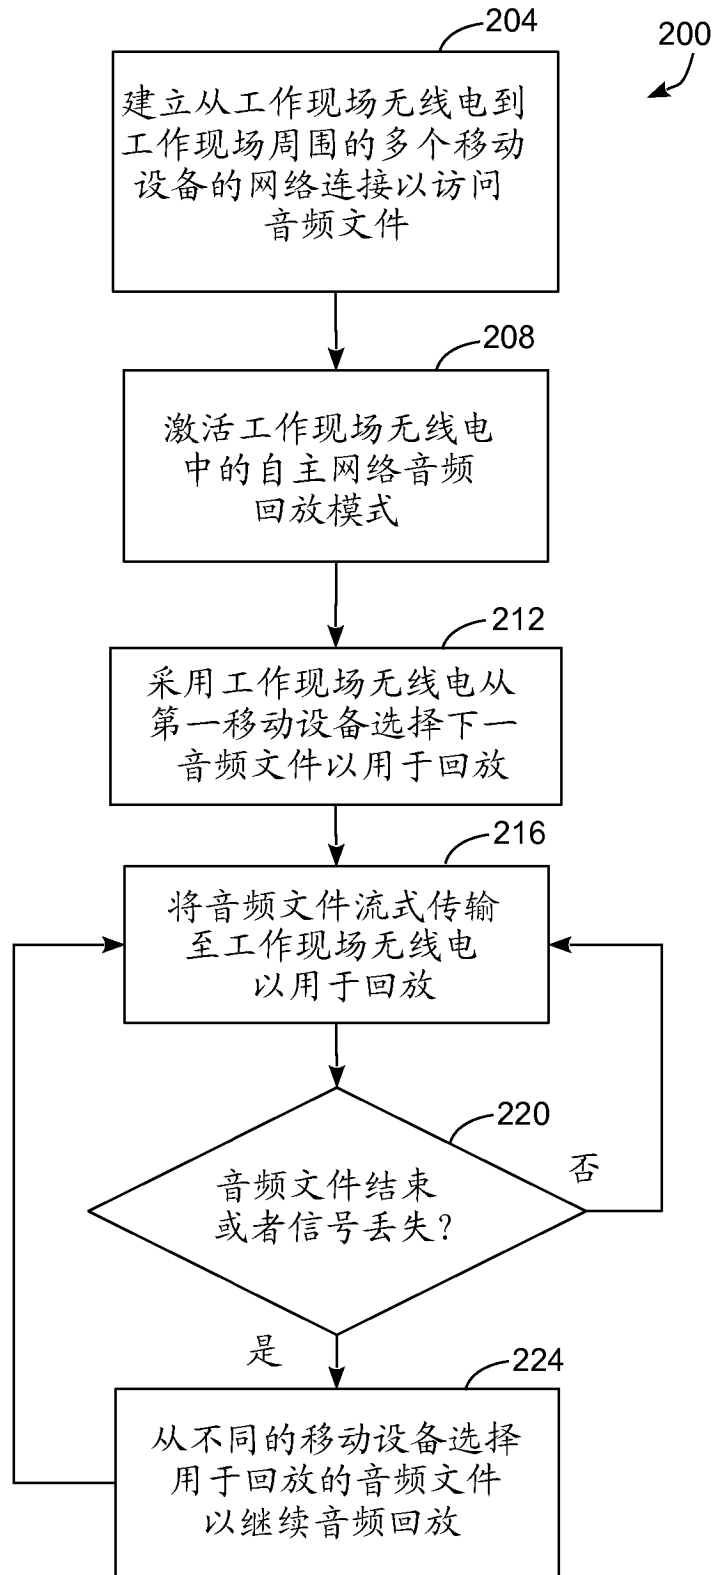 204
200
建立从工作现场无线电到
工作现场周围的多个移动
设备的网络连接以访问
音频文件
208
激活工作现场无线电
中的自主网络音频
回放模式
212
采用工作现场无线电从
第一移动设备选择下一
音频文件以用于回放
216
将音频文件流式传输
至工作现场无线电
以用于回放
220
音频文件结束
或者信号丢失?
否
是
224
从不同的移动设备选择
用于回放的音频文件
以继续音频回放